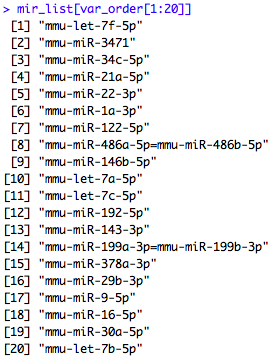 > mir_list[var_order[1:20]]
[1] "mmu-let-7f-5p"
[2] "mmu-miR-3471"
[3] "mmu-miR-34c-5p"
[4] "mmu-miR-21a-5p"
[5] "mmu-miR-22-3p"
[6] "mmu-miR-1a-3p"
[7] "mmu-miR-122-5p"
[8] "mmu-miR-486a-5p=mmu-miR-486b-5p"
[9] "mmu-miR-146b-5p"
[10] "mmu-let-7a-5p"
[11] "mmu-let-7c-5p"
[12] "mmu-miR-192-5p"
[13] "mmu-miR-143-3p"
[14] "mmu-miR-199a-3p=mmu-miR-199b-3p"
[15] "mmu-miR-378a-3p"
[16] "mmu-miR-29b-3p"
[17] "mmu-miR-9-5p"
[18] "mmu-miR-16-5p"
[19] "mmu-miR-30a-5p"
[20] "mmu-let-7b-5p"